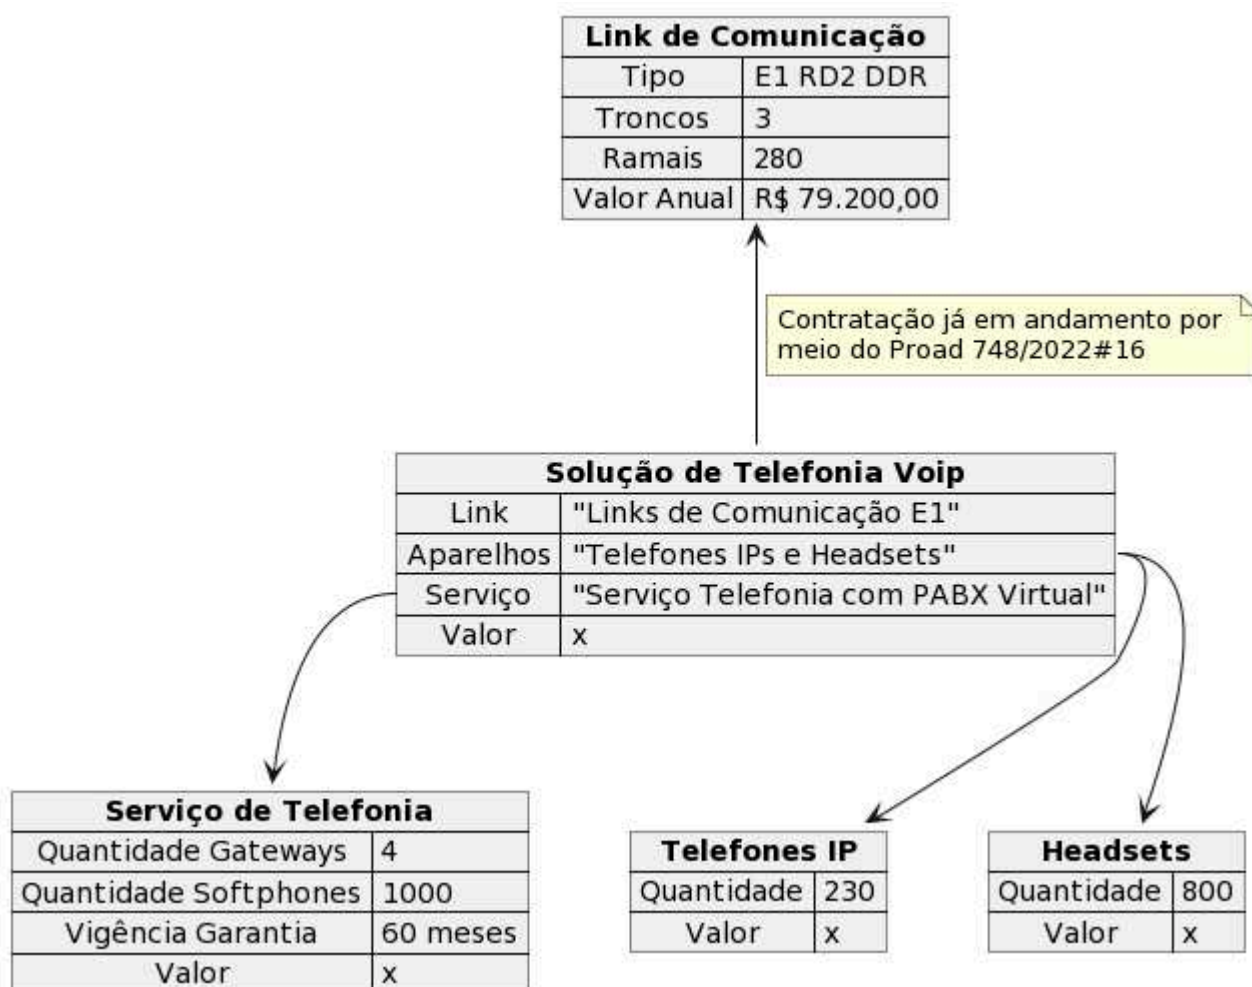 Link de Comunicação
Tipo E1 RD2 DDR
Troncos 3
Ramais 280
Valor Anual R$ 79.200,00
Contratação já em andamento por
meio do Proad 748/2022#16
Solução de Telefonia Voip
Link "Links de Comunicação E1"
Aparelhos "Telefones IPs e Headsets"
Serviço "Serviço Telefonia com PABX Virtual"
Valor x
Serviço de Telefonia
Quantidade Gateways 4
Quantidade Softphones 1000
Vigência Garantia 60 meses
Valor x
Telefones IP
Quantidade 230
Valor x
Headsets
Quantidade 800
Valor x